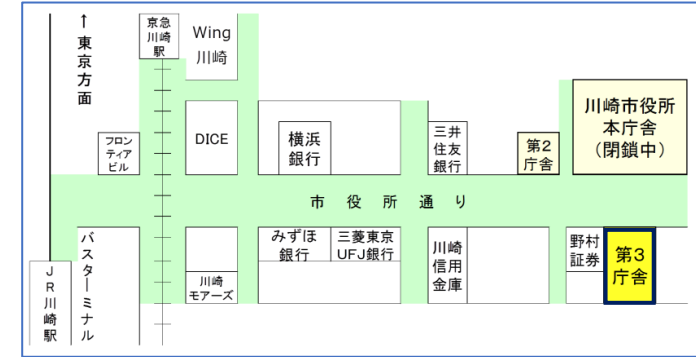 ↑
東京方面
京急
川崎
駅
Wing
川崎
フロン
ティア
ビル
DICE
横浜
銀行
三井
住友
銀行
第2
庁舎
川崎市役所
本庁舎
(閉鎖中)
市役所通り
バスターミナル
JR川崎駅
川崎
モアーズ
みずほ
銀行
三菱東京
UFJ銀行
川崎
信用
金庫
野村
証券
第3
庁舎